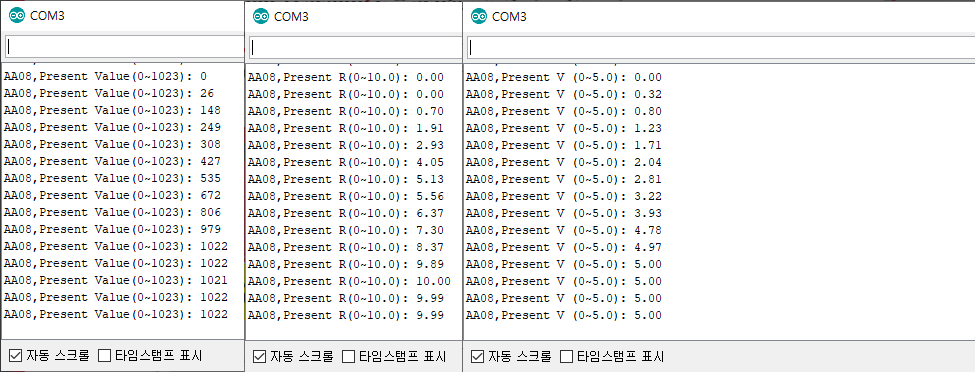 COM3
AA08,Present Value(0~1023): 0
AA08,Present Value(0~1023): 26
AA08,Present Value(0~1023): 148
AA08,Present Value(0~1023): 249
AA08,Present Value(0~1023): 308
AA08,Present Value(0~1023): 427
AA08,Present Value(0~1023): 535
AA08,Present Value(0~1023): 672
AA08,Present Value(0~1023): 806
AA08,Present Value(0~1023): 979
AA08,Present Value(0~1023): 1022
AA08,Present Value(0~1023): 1022
AA08,Present Value(0~1023): 1021
AA08,Present Value(0~1023): 1022
AA08,Present Value(0~1023): 1022
자동 스크롤 타임스탬프 표시
COM3
AA08,Present R(0~10.0): 0.00
AA08,Present R(0~10.0): 0.00
AA08,Present R(0~10.0): 0.70
AA08,Present R(0~10.0): 1.91
AA08,Present R(0~10.0): 2.93
AA08,Present R(0~10.0): 4.05
AA08,Present R(0~10.0): 5.13
AA08,Present R(0~10.0): 5.56
AA08,Present R(0~10.0): 6.37
AA08,Present R(0~10.0): 7.30
AA08,Present R(0~10.0): 8.37
AA08,Present R(0~10.0): 9.89
AA08,Present R(0~10.0): 10.00
AA08,Present R(0~10.0): 9.99
AA08,Present R(0~10.0): 9.99
자동 스크롤 타임스탬프 표시
COM3
AA08,Present V (0~5.0): 0.00
AA08,Present V (0~5.0): 0.32
AA08,Present V (0~5.0): 0.80
AA08,Present V (0~5.0): 1.23
AA08,Present V (0~5.0): 1.71
AA08,Present V (0~5.0): 2.04
AA08,Present V (0~5.0): 2.81
AA08,Present V (0~5.0): 3.22
AA08,Present V (0~5.0): 3.93
AA08,Present V (0~5.0): 4.78
AA08,Present V (0~5.0): 4.97
AA08,Present V (0~5.0): 5.00
AA08,Present V (0~5.0): 5.00
AA08,Present V (0~5.0): 5.00
AA08,Present V (0~5.0): 5.00
자동 스크롤 타임스탬프 표시